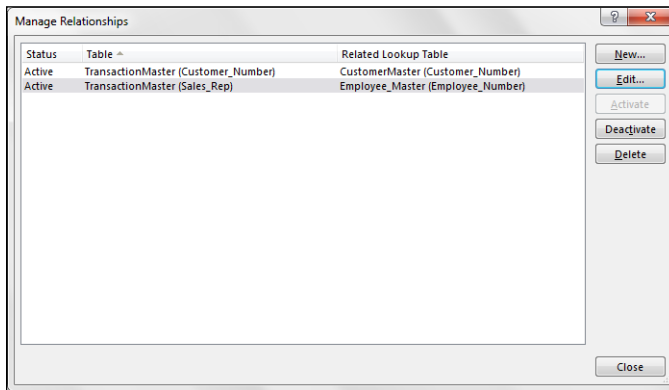 Manage Relationships
?
Status Table Related Lookup Table
Active TransactionMaster (Customer_Number) CustomerMaster (Customer_Number)
Active TransactionMaster (Sales_Rep) Employee_Master (Employee_Number)
New...
Edit...
Activate
Deactivate
Delete
Close